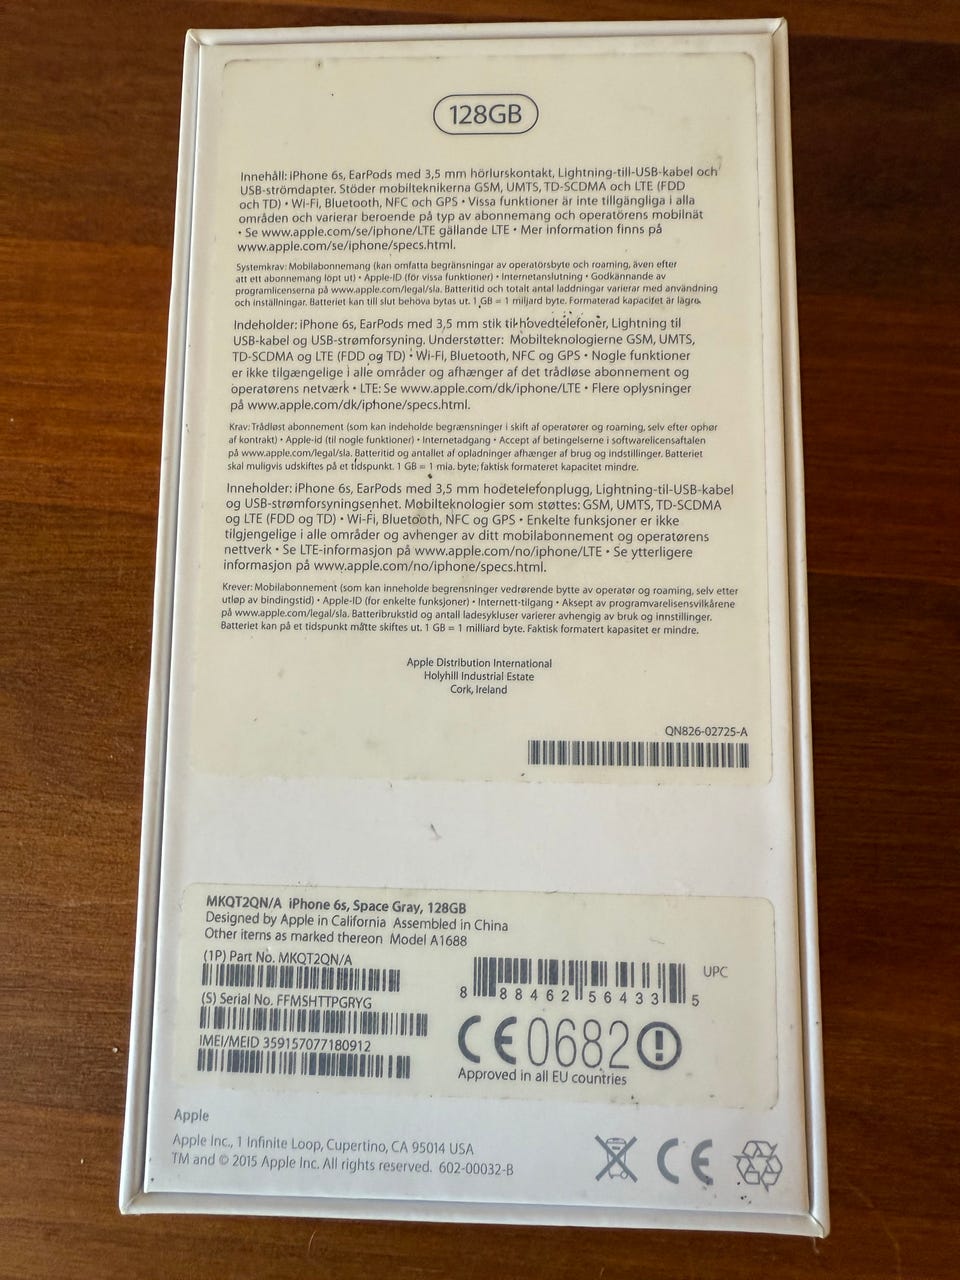 128GB
Innehåll: iPhone 6s, EarPods med 3,5 mm hörlurskontakt, Lightning-till-USB-kabel och
USB-strömdapter. Stöder mobilteknikerna GSM, UMTS, TD-SCDMA och LTE (FDD
och TD) • Wi-Fi, Bluetooth, NFC och GPS • Vissa funktioner är inte tillgängliga i alla
områden och varierar beroende på typ av abonnemang och operatörens mobilnät
• Se www.apple.com/se/iphone/LTE gällande LTE • Mer information finns på
www.apple.com/se/iphone/specs.html.
Systemkrav: Mobilabonnemang (kan omfatta begränsningar av operatörsbyte och roaming, även efter
att ett abonnemang löpt ut) • Apple-ID (för vissa funktioner) • Internetanslutning • Godkännande av
programlicenserna på www.apple.com/legal/sla. Batteritid och totalt antal laddningar varierar med användning
och inställningar. Batteriet kan till slut behöva bytas ut. 1 GB = 1 miljard byte. Formaterad kapacitet är lägre.
Indeholder: iPhone 6s, EarPods med 3,5 mm stik til hovedtelefoner, Lightning til
USB-kabel og USB-strømforsyning. Understøtter: Mobilteknologierne GSM, UMTS,
TD-SCDMA og LTE (FDD og TD) • Wi-Fi, Bluetooth, NFC og GPS • Nogle funktioner
er ikke tilgængelige i alle områder og afhænger af det trådløse abonnement og
operatørens netværk • LTE: Se www.apple.com/dk/iphone/LTE • Flere oplysninger
på www.apple.com/dk/iphone/specs.html.
Krav: Trådløst abonnement (som kan indeholde begrænsninger i skift af operatører og roaming, selv efter ophør
af kontrakt) • Apple-id (til nogle funktioner) • Internetadgang • Accept af betingelserne i softwarelicensaftalen
på www.apple.com/legal/sla. Batteritid og antallet af opladninger afhænger af brug og indstillinger. Batteriet
skal muligvis udskiftes på et tidspunkt. 1 GB = 1 mia. byte; faktisk formateret kapacitet mindre.
Inneholder: iPhone 6s, EarPods med 3,5 mm hodetelefonplugg, Lightning-til-USB-kabel
og USB-strømforsyningsenhet. Mobilteknologier som støttes: GSM, UMTS, TD-SCDMA
og LTE (FDD og TD) • Wi-Fi, Bluetooth, NFC og GPS • Enkelte funksjoner er ikke
tilgjengelige i alle områder og avhenger av ditt mobilabonnement og operatørens
nettverk • Se LTE-informasjon på www.apple.com/no/iphone/LTE • Se ytterligere
informasjon på www.apple.com/no/iphone/specs.html.
Krever: Mobilabonnement (som kan inneholde begrensninger vedrørende bytte av operatør og roaming, selv etter
utløp av bindingstid) • Apple-ID (for enkelte funksjoner) • Internett-tilgang • Aksept av programvarelisensvilkårene
på www.apple.com/legal/sla. Batteribrukstid og antall ladesykluser varierer avhengig av bruk og innstillinger.
Batteriet kan på et tidspunkt måtte skiftes ut. 1 GB = 1 milliard byte. Faktisk formatert kapasitet er mindre.
Apple Distribution International
Holyhill Industrial Estate
Cork, Ireland
QN826-02725-A
MKQT2QN/A iPhone 6s, Space Gray, 128GB
Designed by Apple in California Assembled in China
Other items as marked thereon Model A1688
(1P) Part No. MKQT2QN/A
(S) Serial No. FFMSHTTPGRYG
IMEI/MEID 359157077180912
UPC
8 88462 56433 5
CE0682
Approved in all EU countries
Apple
Apple Inc., 1 Infinite Loop, Cupertino, CA 95014 USA
TM and © 2015 Apple Inc. All rights reserved. 602-00032-B
CE